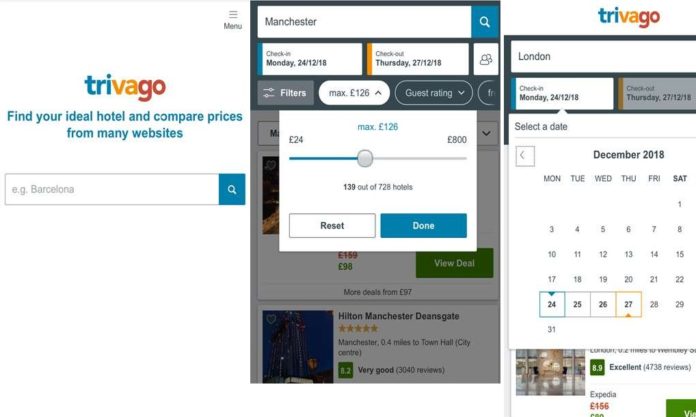 Menu
trivago
Find your ideal hotel and compare prices
from many websites
e.g. Barcelona
Manchester
Check-in
Monday, 24/12/18
Check-out
Thursday, 27/12/18
Filters
max. £126
Guest rating
max. £126
£24
£800
139 out of 728 hotels
Reset
Done
£159
£98
View Deal
More deals from £97
Hilton Manchester Deansgate
Manchester, 0.4 miles to Town Hall (City
centre)
8.2 Very good (3040 reviews)
trivago
London
Check-in
Monday, 24/12/18
Check-out
Thursday, 27/12/18
Select a date
December 2018
MON TUE WED THU FRI SAT
1
3 4 5 6 7 8
10 11 12 13 14 15
17 18 19 20 21 22
24 25 26 27 28 29
31
London, 0.2 miles to Wembley
8.9 Excellent (4738 reviews)
Expedia
£156